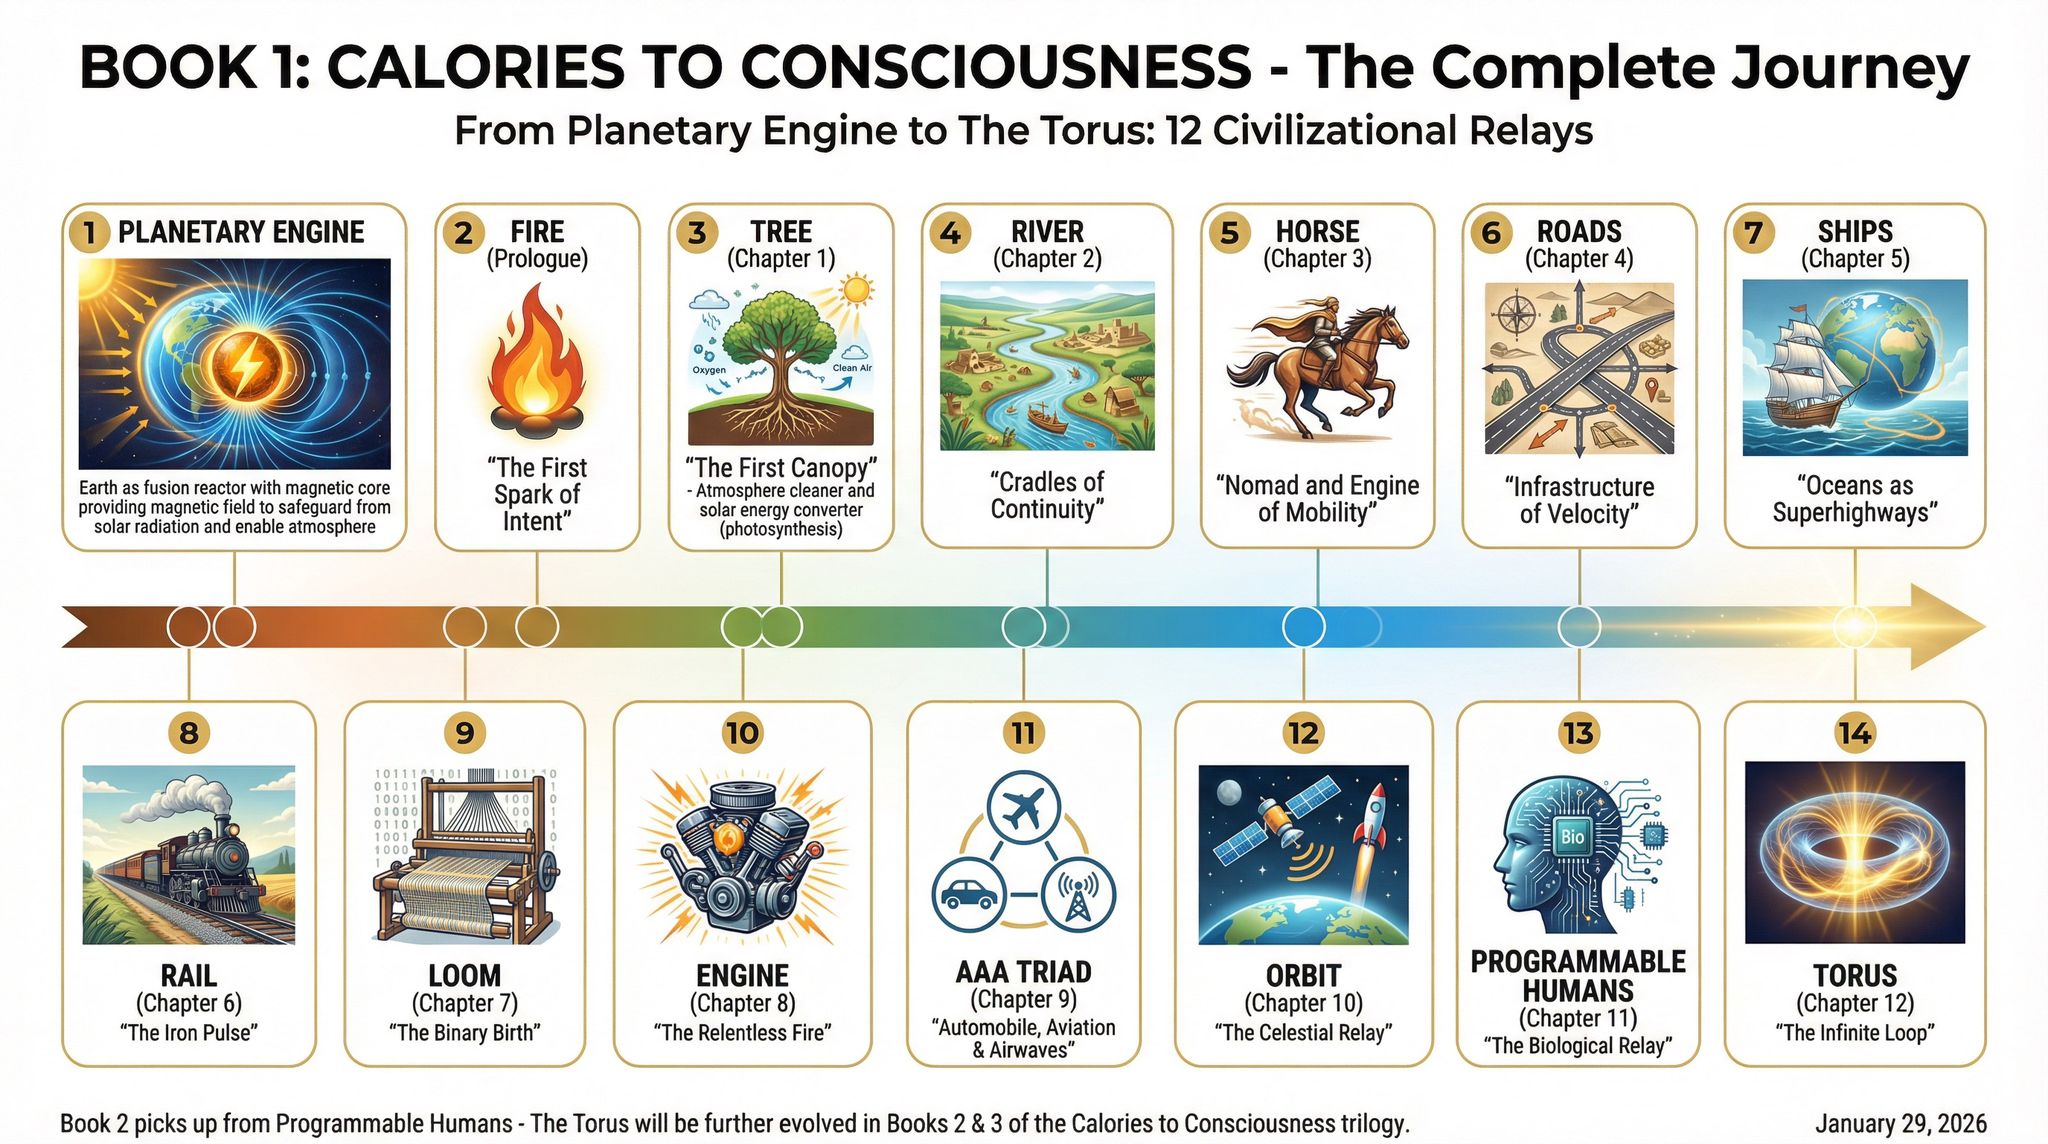 BOOK 1: CALORIES TO CONSCIOUSNESS - The Complete Journey
From Planetary Engine to The Torus: 12 Civilizational Relays
1 PLANETARY ENGINE
Earth as fusion reactor with magnetic core
providing magnetic field to safeguard from
solar radiation and enable atmosphere
2 FIRE
(Prologue)
“The First
Spark of
Intent”
3 TREE
(Chapter 1)
Oxygen
Clean Air
“The First Canopy”
- Atmosphere cleaner and
solar energy converter
(photosynthesis)
4 RIVER
(Chapter 2)
“Cradles of
Continuity”
5 HORSE
(Chapter 3)
“Nomad and Engine
of Mobility”
6 ROADS
(Chapter 4)
“Infrastructure
of Velocity”
7 SHIPS
(Chapter 5)
“Oceans as
Superhighways”
8
RAIL
(Chapter 6)
“The Iron Pulse”
9
LOOM
(Chapter 7)
“The Binary Birth”
10
ENGINE
(Chapter 8)
“The Relentless Fire”
11
AAA TRIAD
(Chapter 9)
“Automobile, Aviation
& Airwaves”
12
ORBIT
(Chapter 10)
“The Celestial Relay”
13
Bio
PROGRAMMABLE
HUMANS
(Chapter 11)
“The Biological Relay”
14
TORUS
(Chapter 12)
“The Infinite Loop”
Book 2 picks up from Programmable Humans - The Torus will be further evolved in Books 2 & 3 of the Calories to Consciousness trilogy.
January 29, 2026